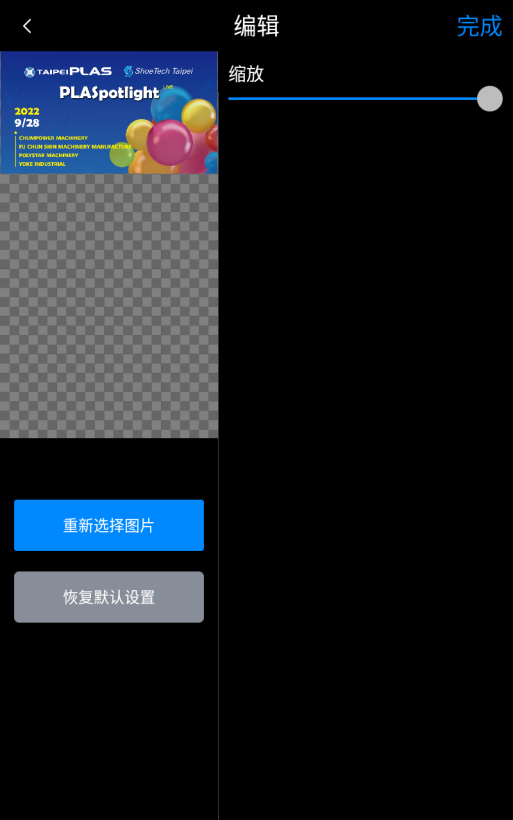 编辑
完成
缩放
TAIPEIPLAS
ShoeTech Taipei
PLASpotlight LIVE
2022
9/28
CHUMPOWER MACHINERY
FU CHUN SHIN MACHINERY MANUFACTURE
POLYSTAR MACHINERY
YOKE INDUSTRIAL
重新选择图片
恢复默认设置